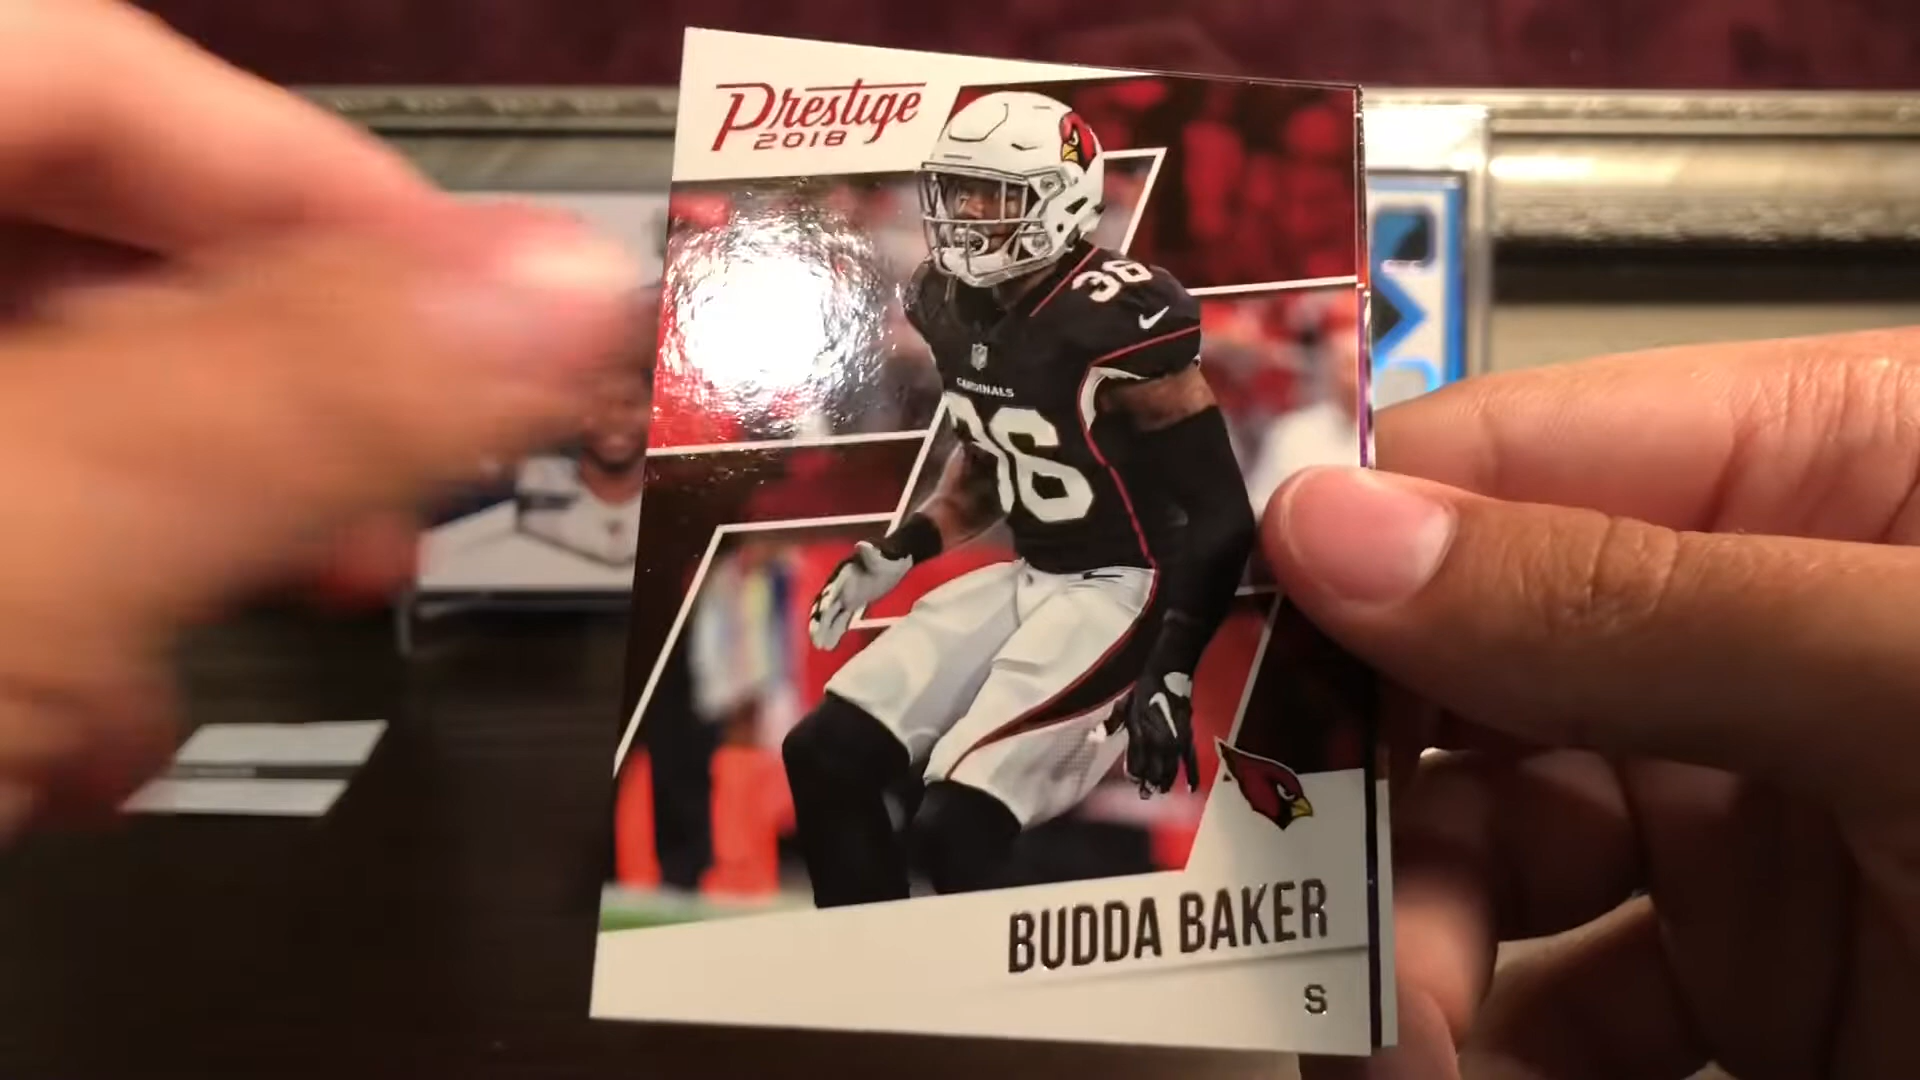 Prestige
2018
36
CARDINALS
36
BUDDA BAKER
S